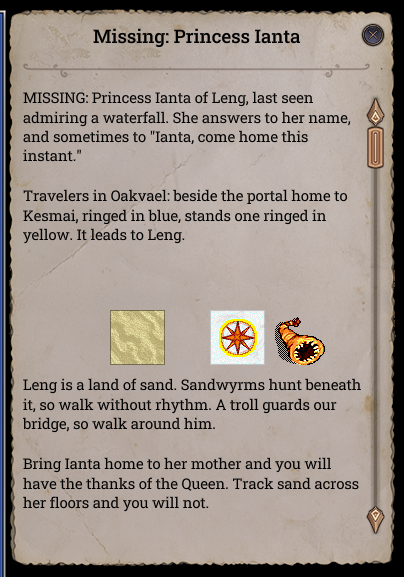 Missing: Princess Ianta
MISSING: Princess Ianta of Leng, last seen
admiring a waterfall. She answers to her name,
and sometimes to "Ianta, come home this
instant."
Travelers in Oakvael: beside the portal home to
Kesmai, ringed in blue, stands one ringed in
yellow. It leads to Leng.
Leng is a land of sand. Sandwyrms hunt beneath
it, so walk without rhythm. A troll guards our
bridge, so walk around him.
Bring Ianta home to her mother and you will
have the thanks of the Queen. Track sand across
her floors and you will not.